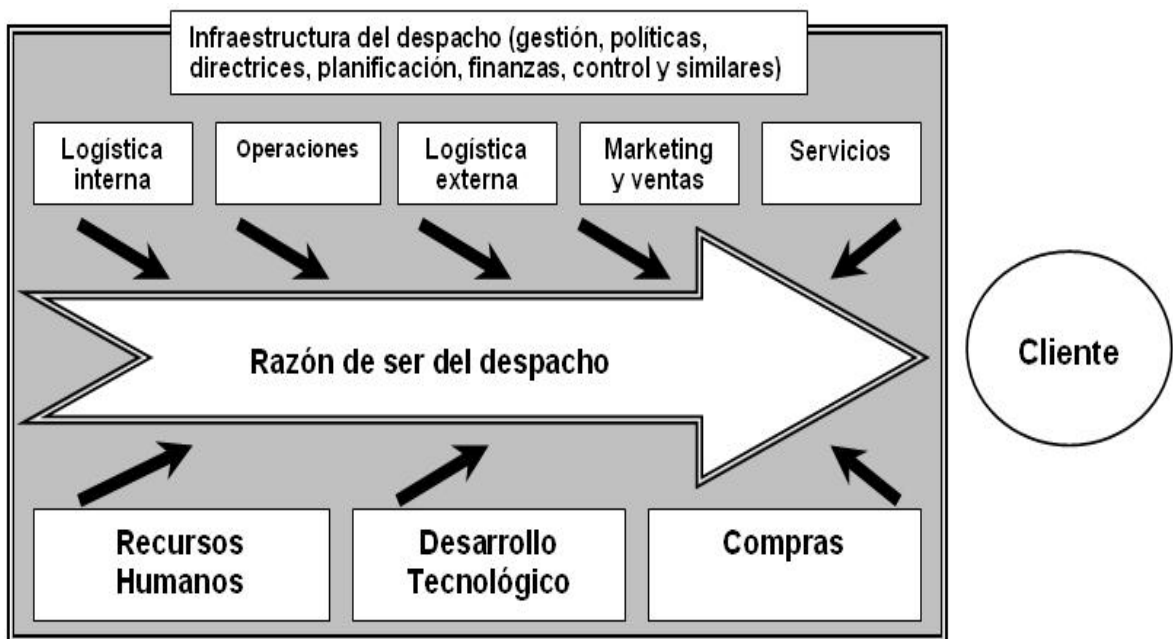 Infraestructura del despacho (gestión, políticas,
directrices, planificación, finanzas, control y similares)
Logística
interna
Operaciones
Logística
externa
Marketing
y ventas
Servicios
Razón de ser del despacho
Cliente
Recursos
Humanos
Desarrollo
Tecnológico
Compras